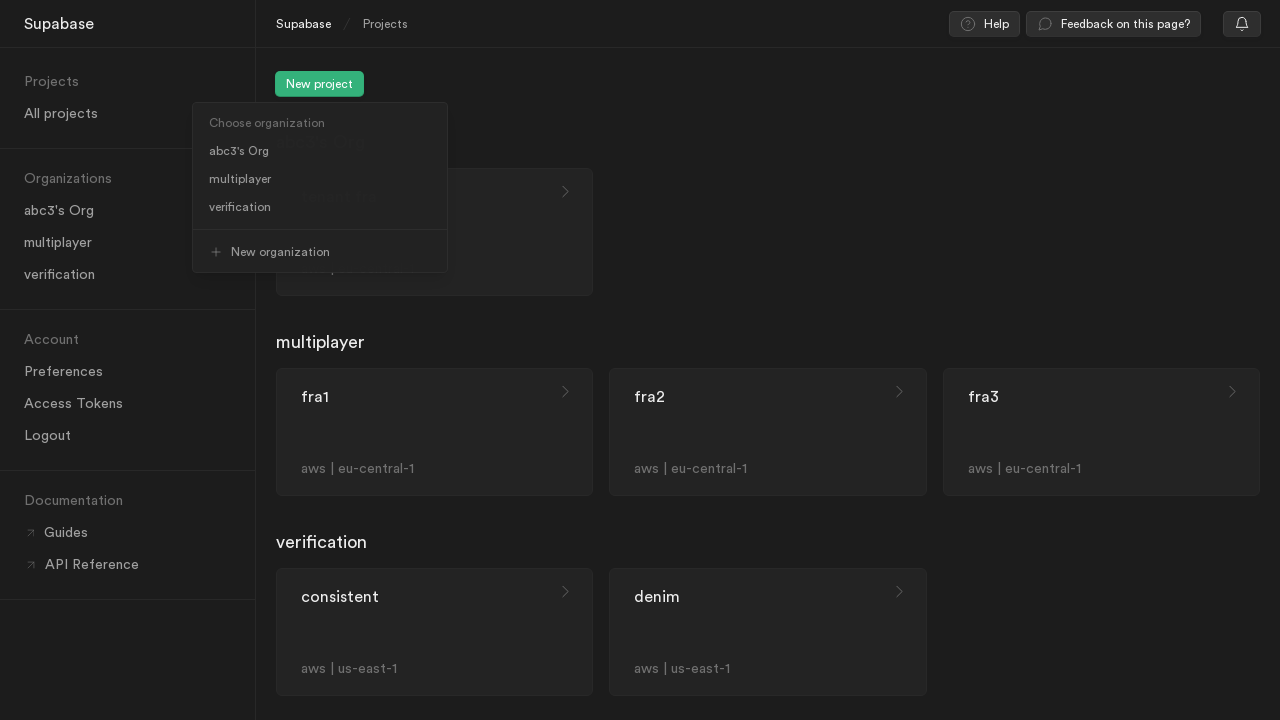 Supabase
Projects
All projects
Organizations
abc3's Org
multiplayer
verification
Account
Preferences
Access Tokens
Logout
Documentation
Guides
API Reference
Supabase / Projects
Help
Feedback on this page?
New project
Choose organization
abc3's Org
multiplayer
verification
New organization
multiplayer
fra1
aws | eu-central-1
fra2
aws | eu-central-1
fra3
aws | eu-central-1
verification
consistent
aws | us-east-1
denim
aws | us-east-1